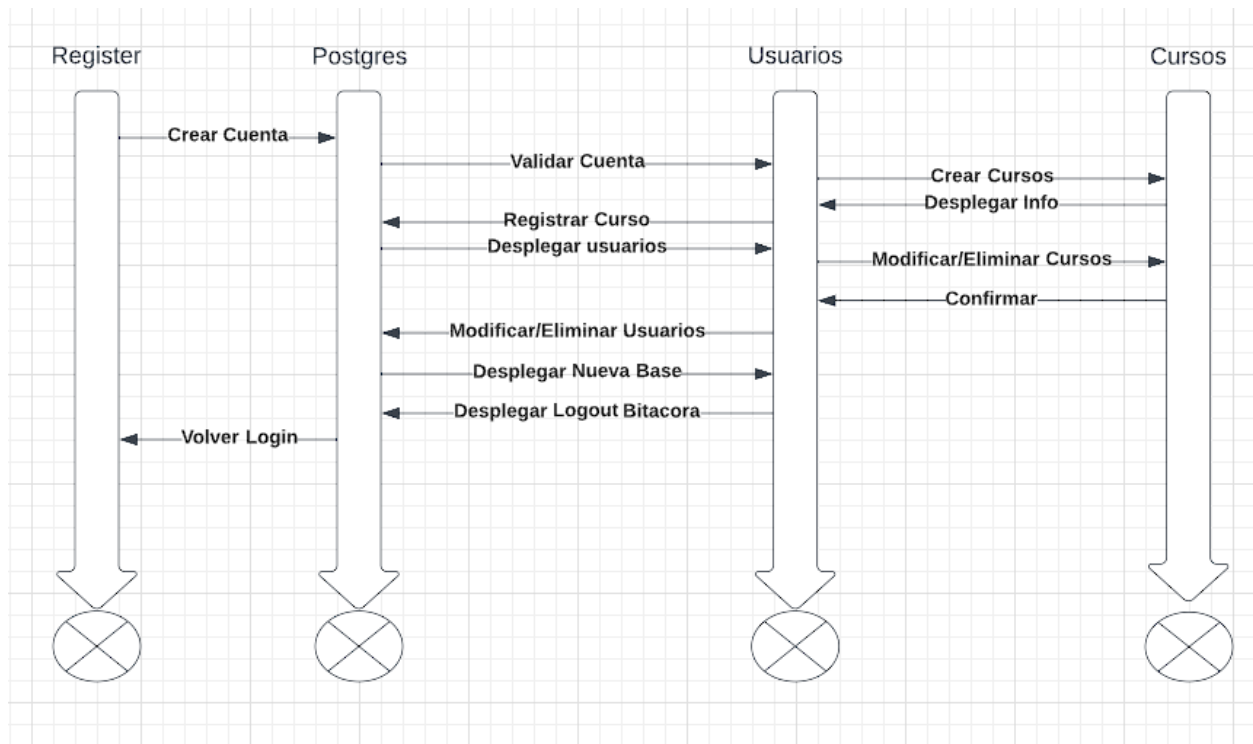 Register
Postgres
Usuarios
Cursos
Crear Cuenta
Validar Cuenta
Crear Cursos
Desplegar Info
Registrar Curso
Desplegar usuarios
Modificar/Eliminar Cursos
Confirmar
Modificar/Eliminar Usuarios
Desplegar Nueva Base
Desplegar Logout Bitacora
Volver Login